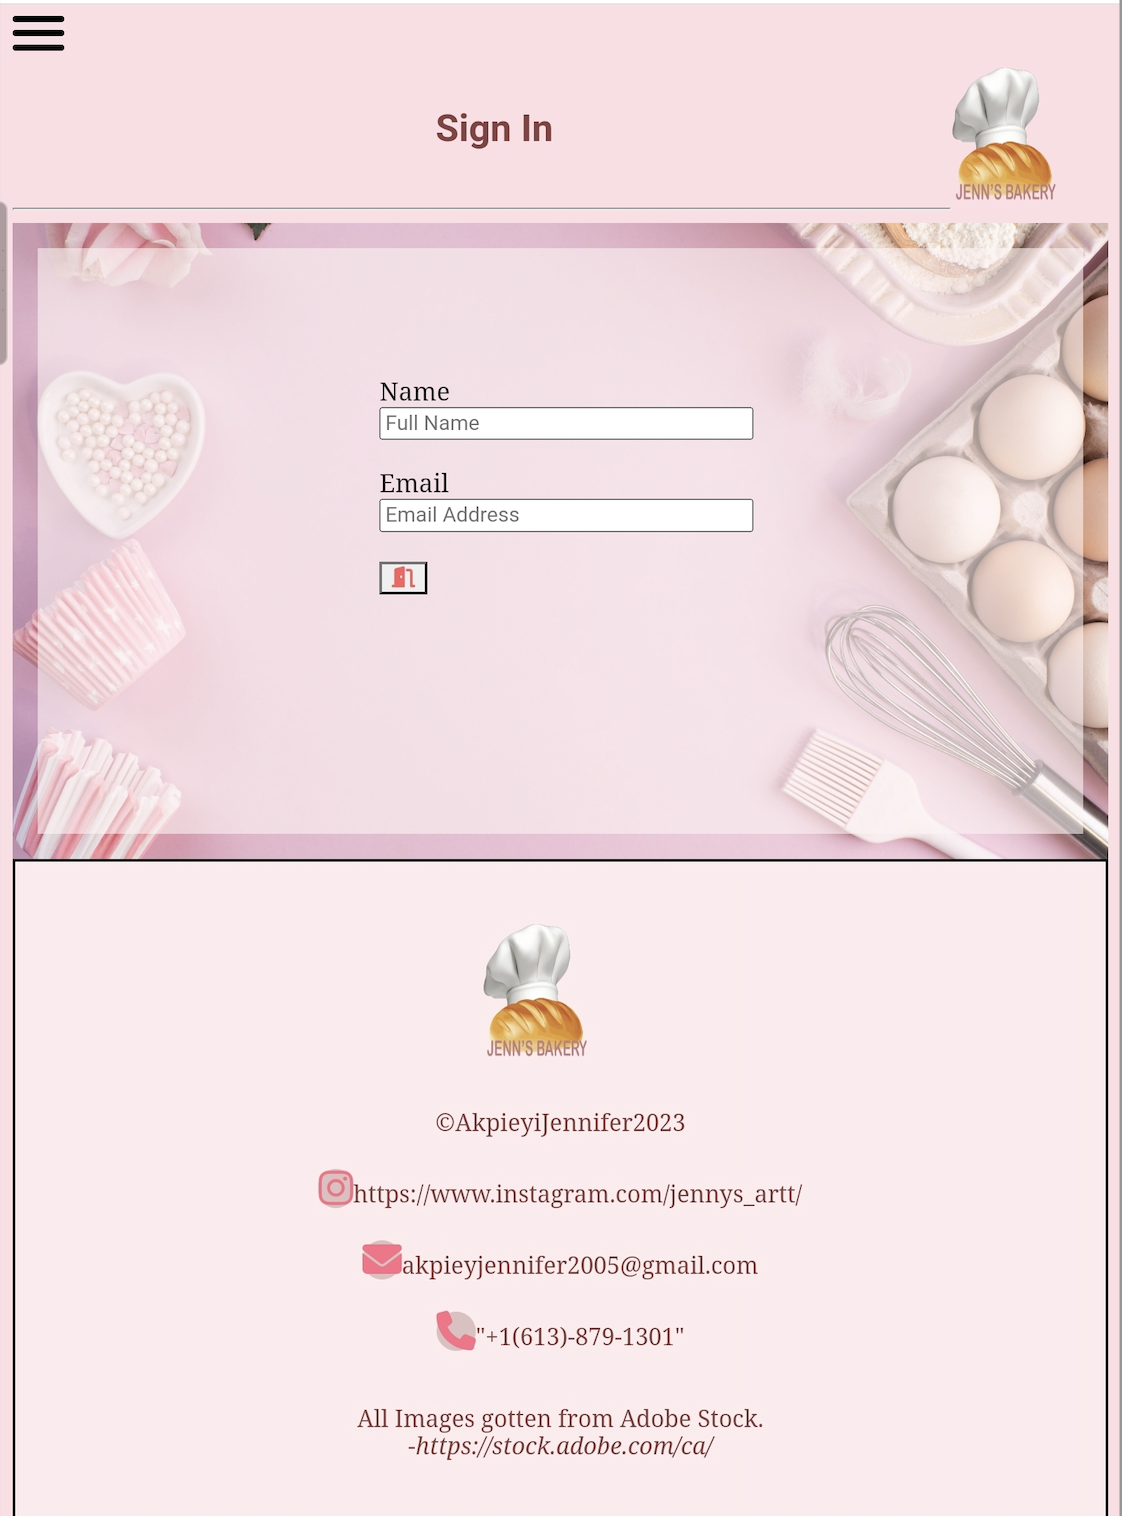 Sign In
JENN'S BAKERY
Name
Full Name
Email
Email Address
JENN'S BAKERY
©AkpieyiJennifer2023
https://www.instagram.com/jennys_artt/
akpieyjennifer2005@gmail.com
"+1(613)-879-1301"
All Images gotten from Adobe Stock.
-https://stock.adobe.com/ca/